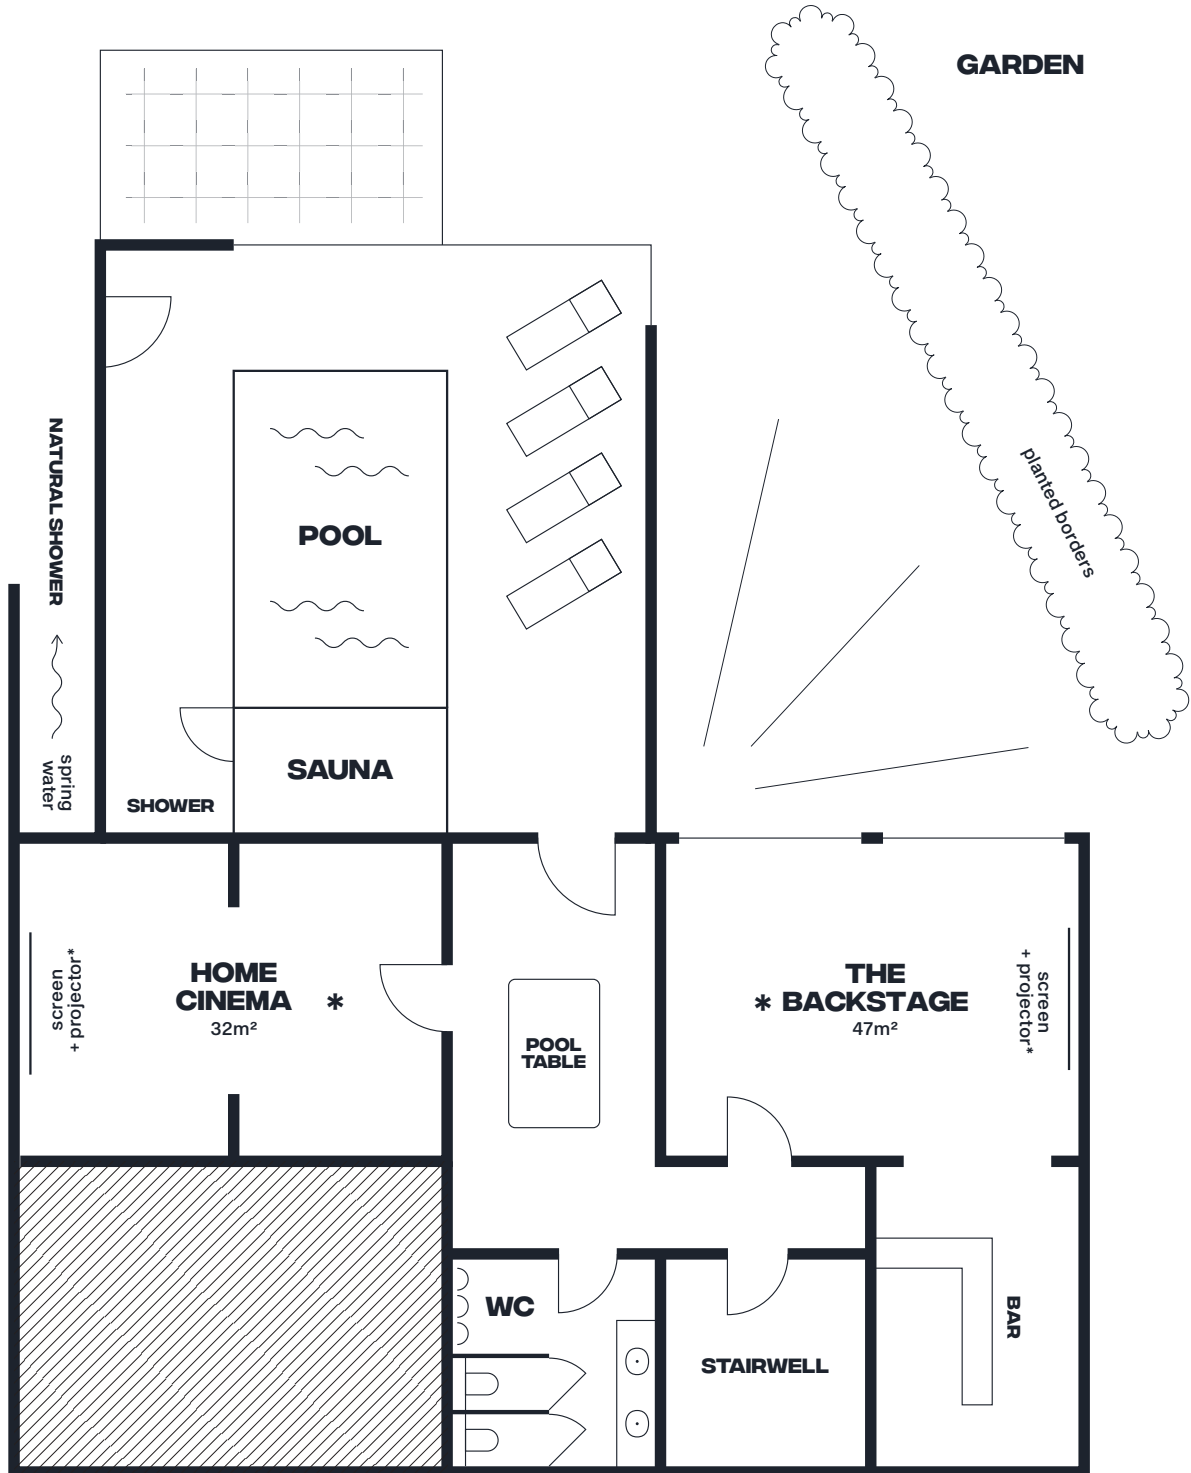 GARDEN
NATURAL SHOWER
spring
water
POOL
planted borders
SAUNA
SHOWER
screen
+ projector*
HOME
CINEMA *
32m²
POOL
TABLE
THE
* BACKSTAGE
47m²
screen
+ projector*
WC
STAIRWELL
BAR